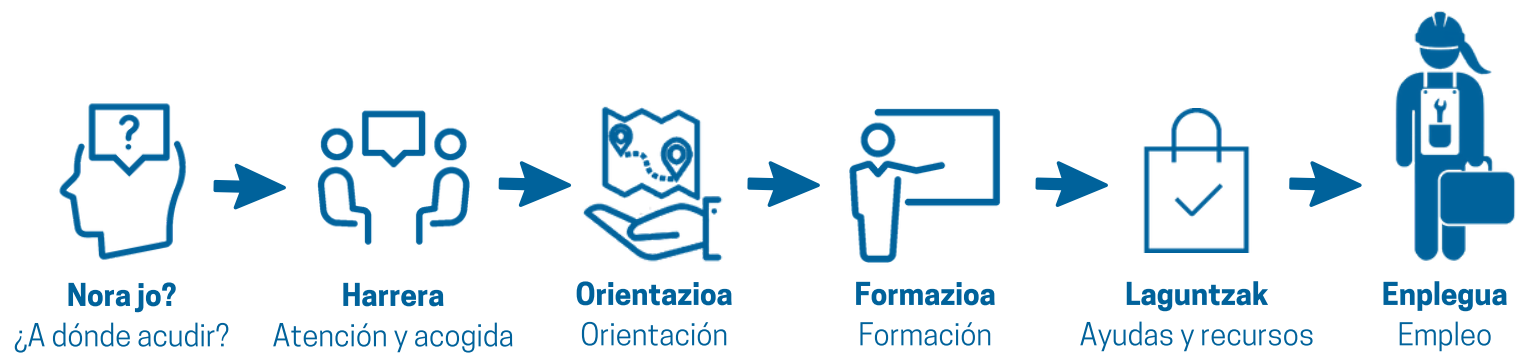 ?
Nora jo?
¿A dónde acudir?
Harrera
Atención y acogida
Orientazioa
Orientación
Formazioa
Formación
Laguntzak
Ayudas y recursos
Enplegua
Empleo